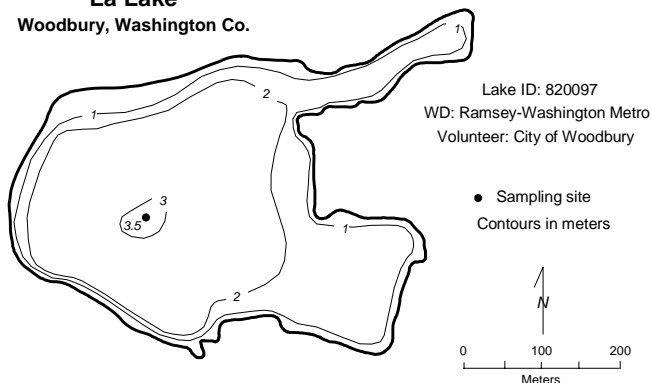 La Lake
Woodbury, Washington Co.
1
2
1
Lake ID: 820097
WD: Ramsey-Washington Metro
Volunteer: City of Woodbury
Sampling site
Contours in meters
3
3.5
1
2
N
0 100 200
Meters